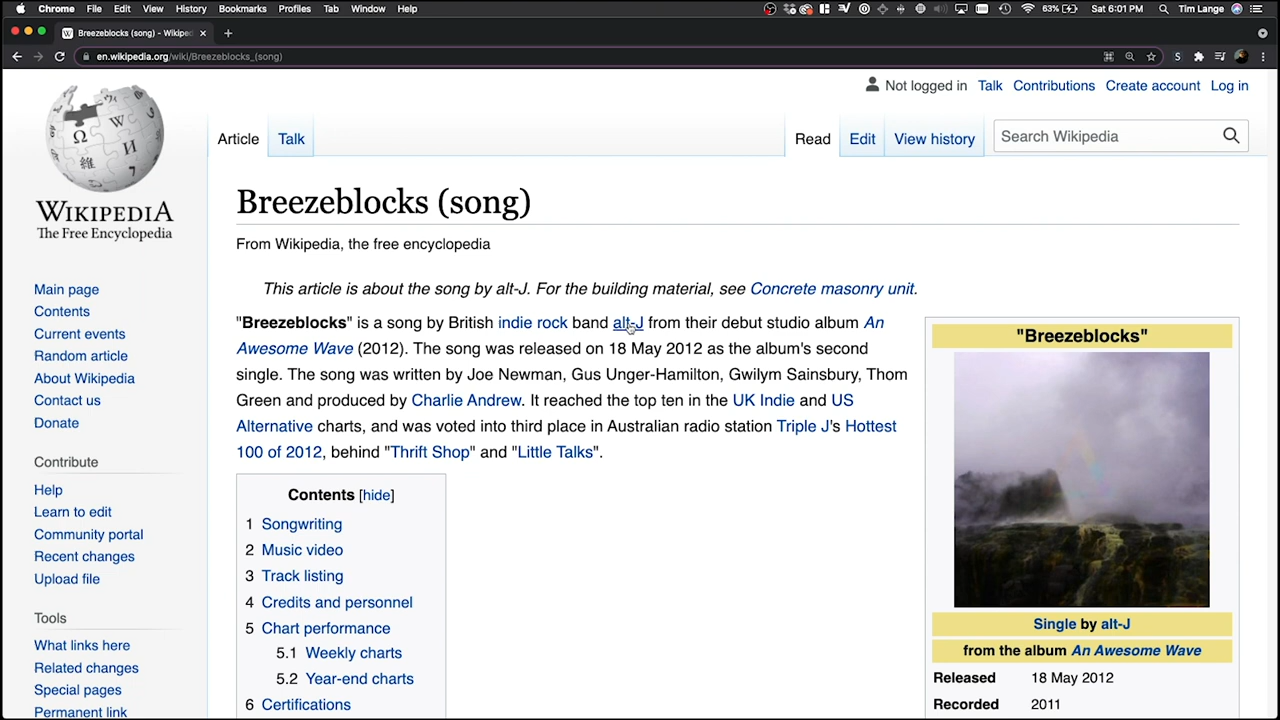 Chrome File Edit View History Bookmarks Profiles Tab Window Help 63% Sat 6:01 PM Tim Lange
Breezeblocks (song) - Wikiped
en.wikipedia.org/wiki/Breezeblocks_(song)
Not logged in Talk Contributions Create account Log in
Article Talk Read Edit View history Search Wikipedia
WIKIPEDIA
The Free Encyclopedia
Main page
Contents
Current events
Random article
About Wikipedia
Contact us
Donate
Contribute
Help
Learn to edit
Community portal
Recent changes
Upload file
Tools
What links here
Related changes
Special pages
Permanent link
Breezeblocks (song)
From Wikipedia, the free encyclopedia
This article is about the song by alt-J. For the building material, see Concrete masonry unit.
"Breezeblocks" is a song by British indie rock band alt-J from their debut studio album An
Awesome Wave (2012). The song was released on 18 May 2012 as the album's second
single. The song was written by Joe Newman, Gus Unger-Hamilton, Gwilym Sainsbury, Thom
Green and produced by Charlie Andrew. It reached the top ten in the UK Indie and US
Alternative charts, and was voted into third place in Australian radio station Triple J's Hottest
100 of 2012, behind "Thrift Shop" and "Little Talks".
Contents [hide]
1 Songwriting
2 Music video
3 Track listing
4 Credits and personnel
5 Chart performance
5.1 Weekly charts
5.2 Year-end charts
6 Certifications
"Breezeblocks"
Single by alt-J
from the album An Awesome Wave
Released 18 May 2012
Recorded 2011